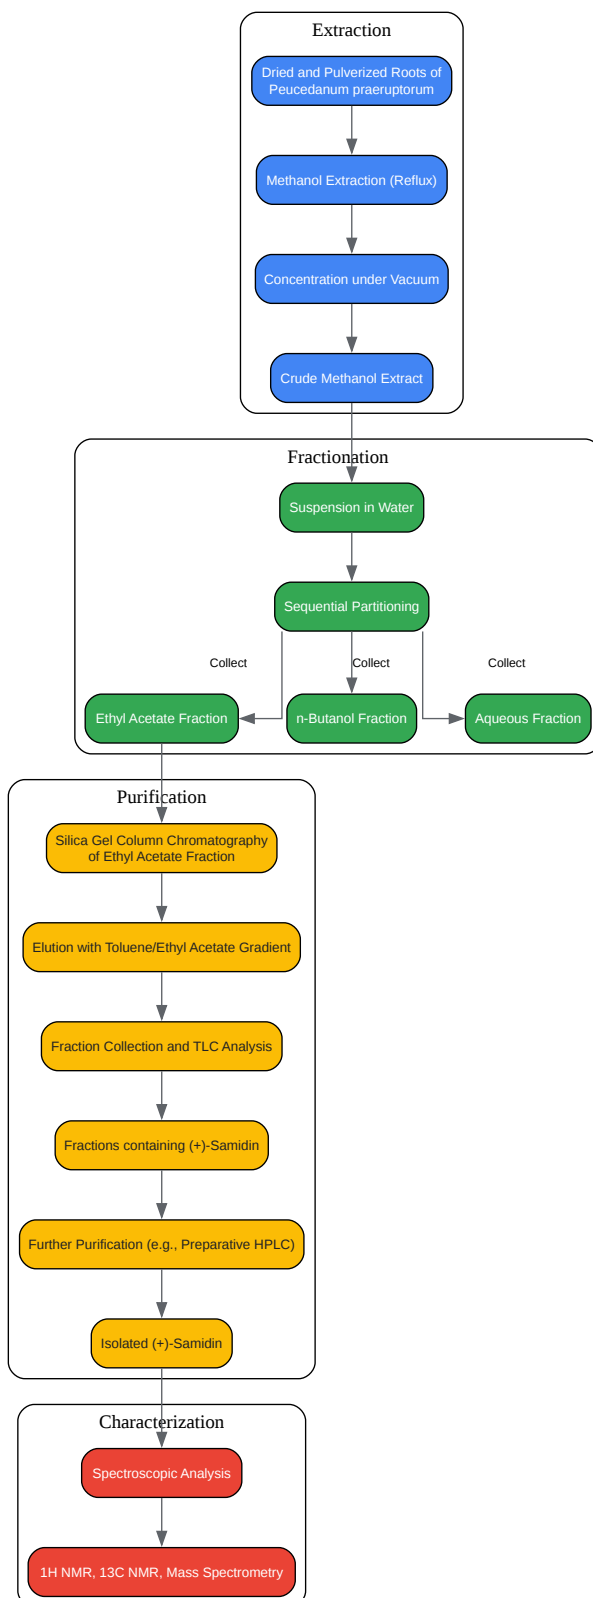 Extraction
Dried and Pulverized Roots of
Peucedanum praeruptorum
Methanol Extraction (Reflux)
Concentration under Vacuum
Crude Methanol Extract
Fractionation
Suspension in Water
Sequential Partitioning
Collect
Collect
Collect
Ethyl Acetate Fraction
n-Butanol Fraction
Aqueous Fraction
Purification
Silica Gel Column Chromatography
of Ethyl Acetate Fraction
Elution with Toluene/Ethyl Acetate Gradient
Fraction Collection and TLC Analysis
Fractions containing (+)-Samidin
Further Purification (e.g., Preparative HPLC)
Isolated (+)-Samidin
Characterization
Spectroscopic Analysis
1H NMR, 13C NMR, Mass Spectrometry